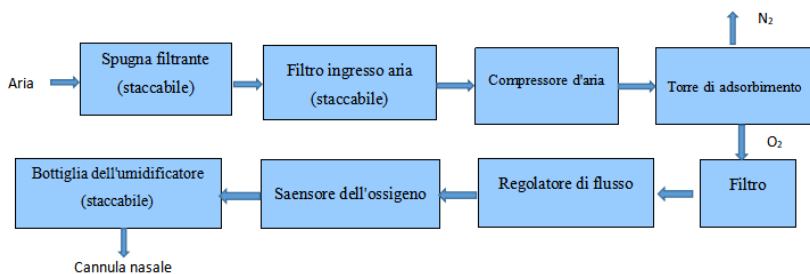 N₂
Aria
Spugna filtrante
(staccabile)
Filtro ingresso aria
(staccabile)
Compressore d'aria
Torre di adsorbimento
O₂
Bottiglia dell'umidificatore
(staccabile)
Saensore dell'ossigeno
Regolatore di flusso
Filtro
Cannula nasale